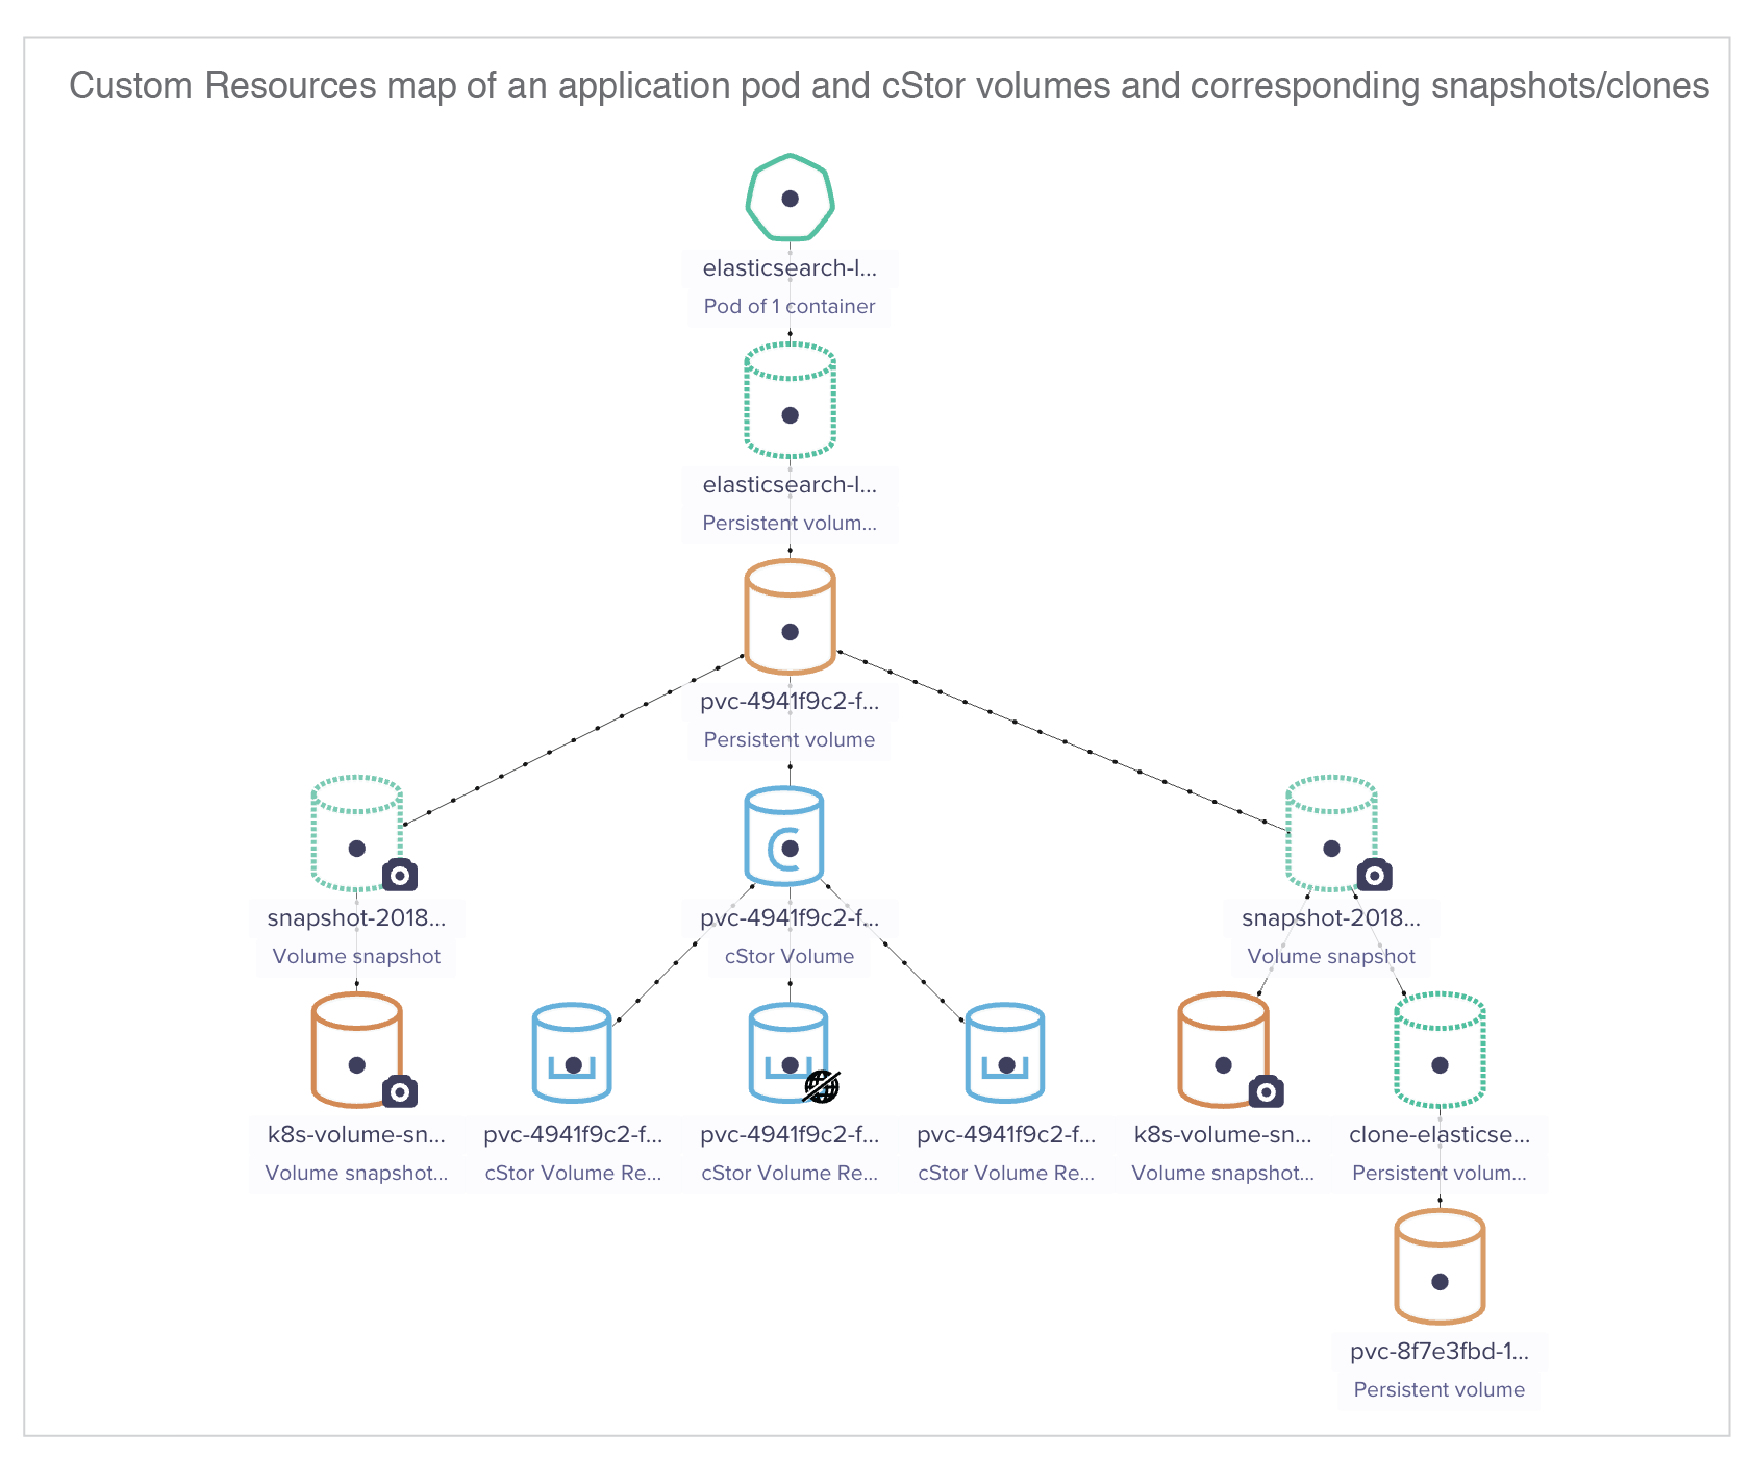 Custom Resources map of an application pod and cStor volumes and corresponding snapshots/clones
elasticsearch-l...
Pod of 1 container
elasticsearch-l...
Persistent volum...
pvc-4941f9c2-f...
Persistent volume
snapshot-2018...
Volume snapshot
pvc-4941f9c2-f...
cStor Volume
snapshot-2018...
Volume snapshot
k8s-volume-sn...
Volume snapshot...
pvc-4941f9c2-f...
cStor Volume Re...
pvc-4941f9c2-f...
cStor Volume Re...
pvc-4941f9c2-f...
cStor Volume Re...
k8s-volume-sn...
Volume snapshot...
clone-elasticse...
Persistent volum...
pvc-8f7e3fbd-1...
Persistent volume